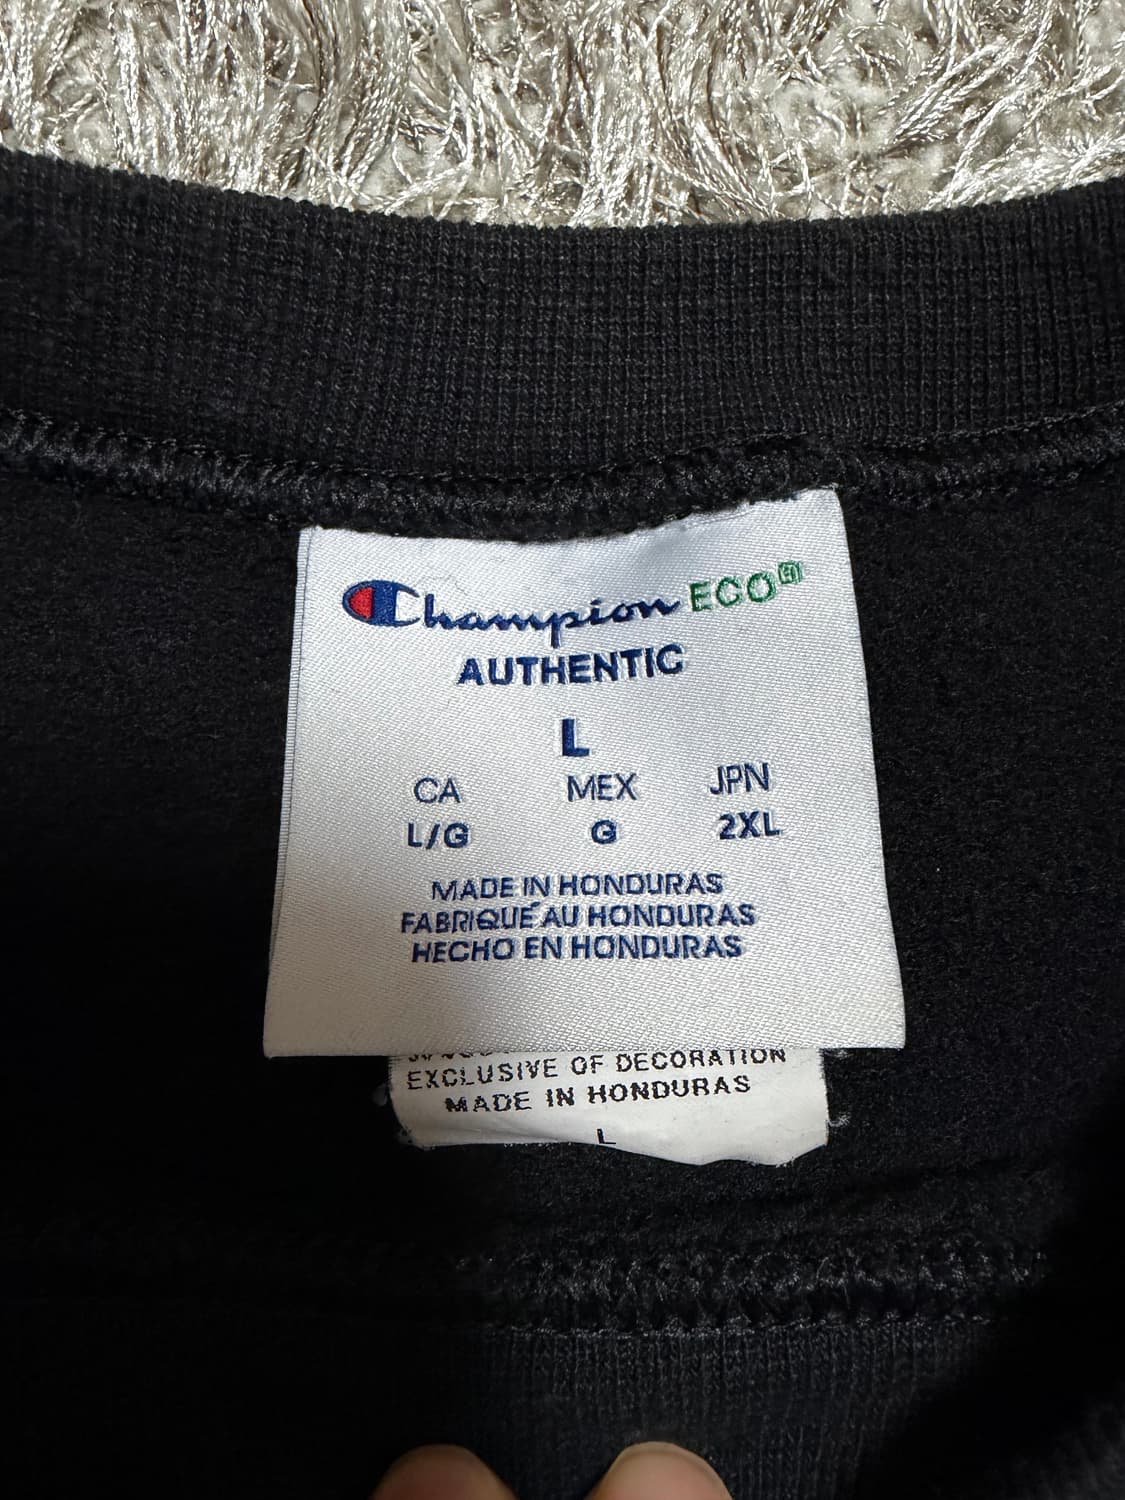 Champion ECO
AUTHENTIC
L
CA MEX JPN
L/G G 2XL
MADE IN HONDURAS
FABRIQUÉ AU HONDURAS
HECHO EN HONDURAS
EXCLUSIVE OF DECORATION
MADE IN HONDURAS
L